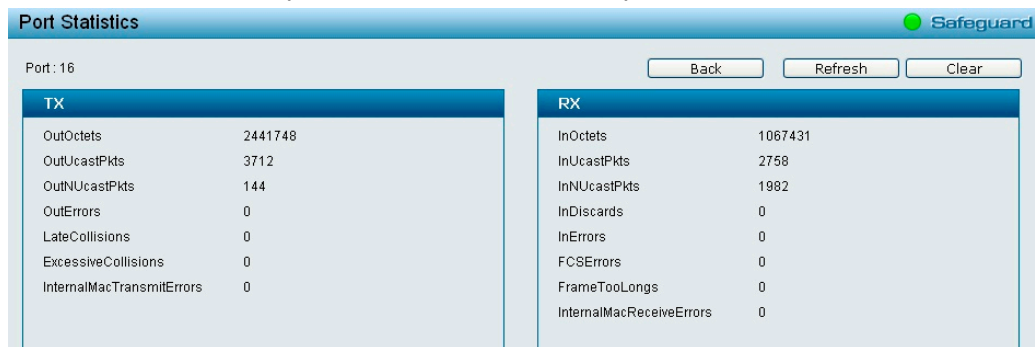 Port Statistics
Safeguard
Port : 16
Back
Refresh
Clear
TX
OutOctets 2441748
OutUcastPkts 3712
OutNUcastPkts 144
OutErrors 0
LateCollisions 0
ExcessiveCollisions 0
InternalMacTransmitErrors 0
RX
InOctets 1067431
InUcastPkts 2758
InNUcastPkts 1982
InDiscards 0
InErrors 0
FCSErrors 0
FrameTooLongs 0
InternalMacReceiveErrors 0